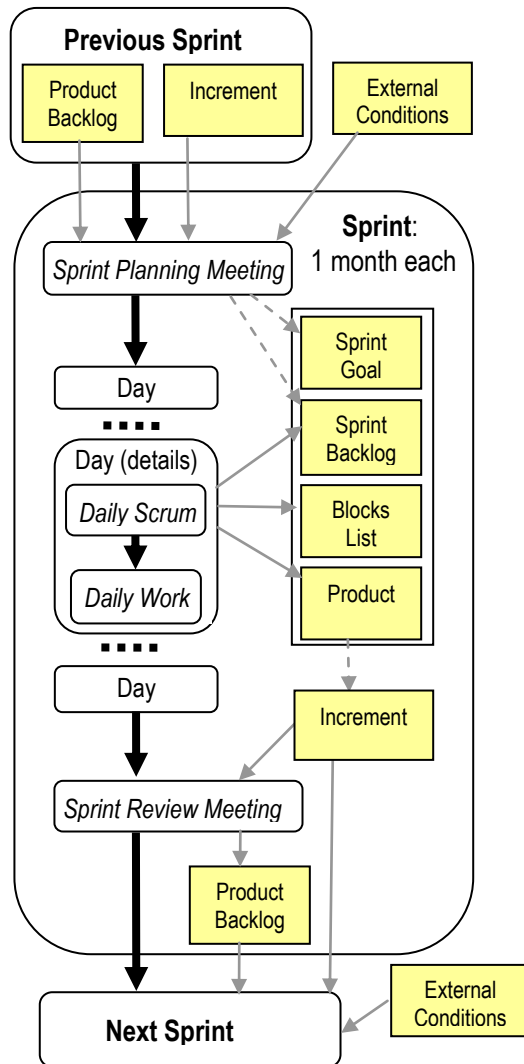 Previous Sprint
Product
Backlog
Increment
External
Conditions
Sprint:
1 month each
Sprint Planning Meeting
Sprint
Goal
Day
Sprint
Backlog
Day (details)
Daily Scrum
Blocks
List
Daily Work
Product
Day
Increment
Sprint Review Meeting
Product
Backlog
Next Sprint
External
Conditions